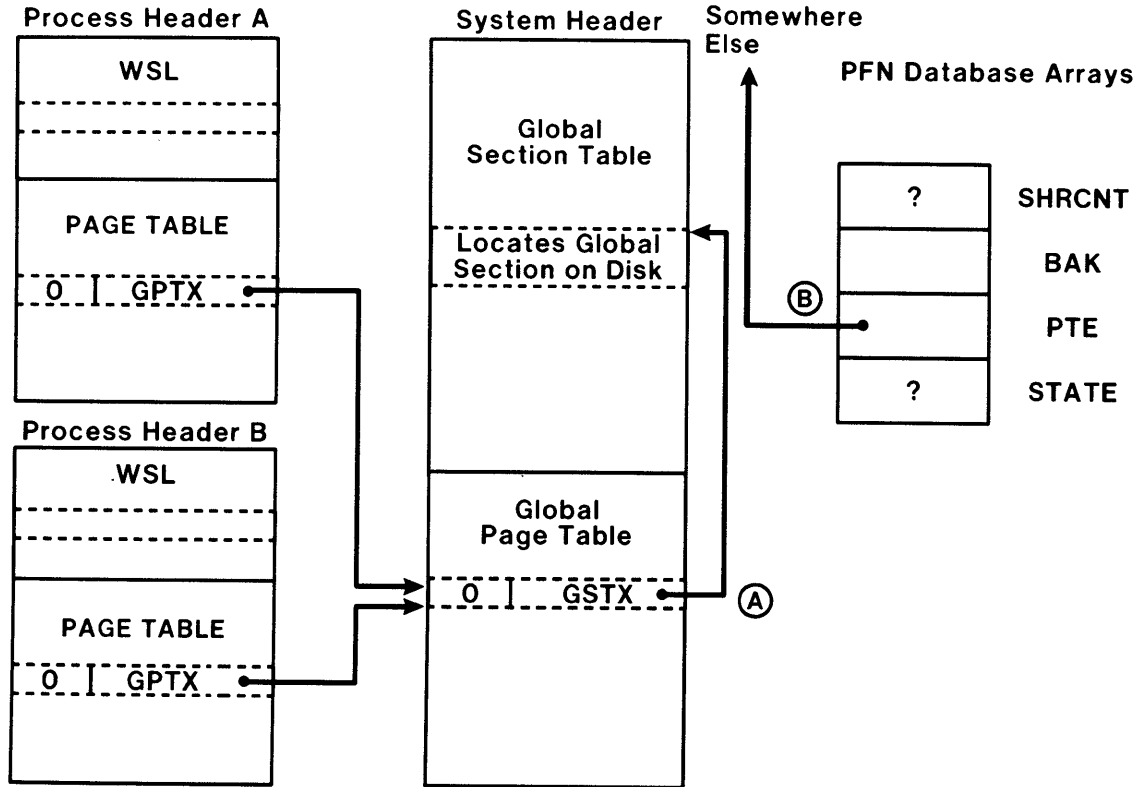 Process Header A
WSL
PAGE TABLE
0 | GPTX
Process Header B
WSL
PAGE TABLE
0 | GPTX
System Header
Global
Section Table
Locates Global
Section on Disk
Global
Page Table
0 | GSTX
A
Somewhere
Else
B
PFN Database Arrays
? SHRCNT
BAK
PTE
? STATE